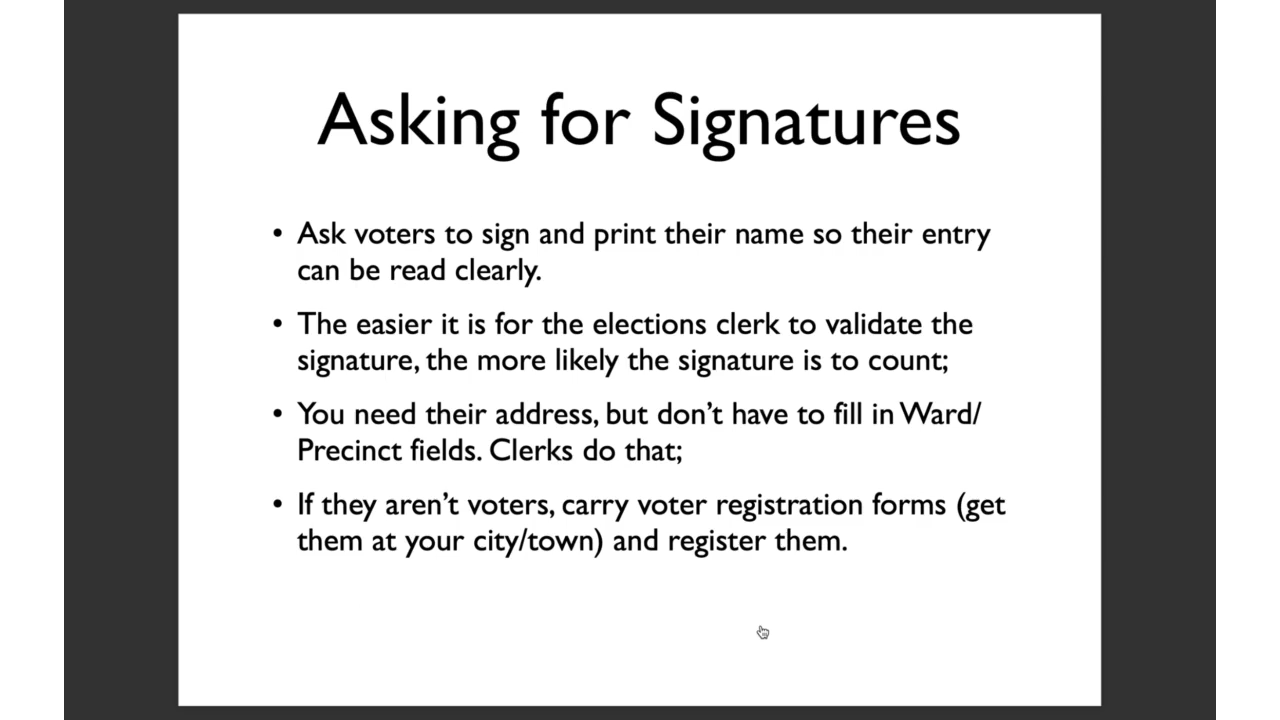 Asking for Signatures
• Ask voters to sign and print their name so their entry
can be read clearly.
• The easier it is for the elections clerk to validate the
signature, the more likely the signature is to count;
• You need their address, but don’t have to fill in Ward/
Precinct fields. Clerks do that;
• If they aren’t voters, carry voter registration forms (get
them at your city/town) and register them.